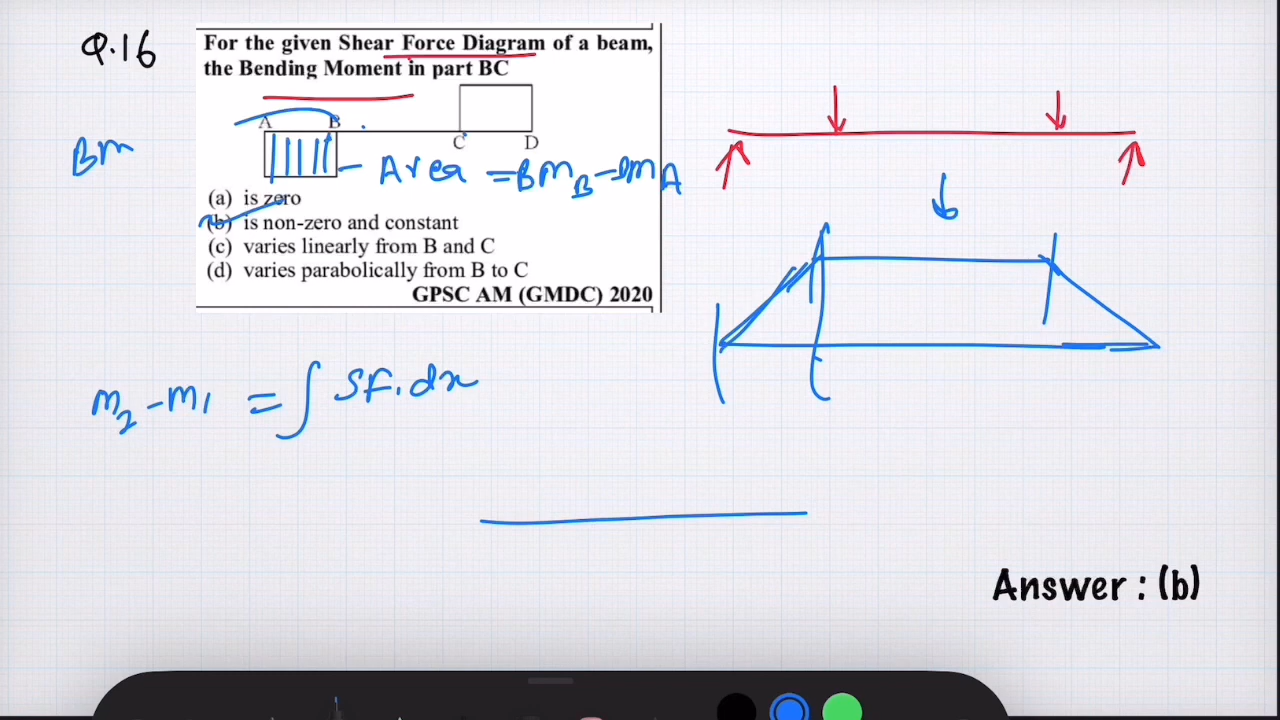 Q.16
For the given Shear Force Diagram of a beam,
the Bending Moment in part BC
A B
C D
BM
Area = BM_B - BM_A
(a) is zero
(b) is non-zero and constant
(c) varies linearly from B and C
(d) varies parabolically from B to C
GPSC AM (GMDC) 2020
m2 - m1 = ∫ SF. dx
Answer : (b)